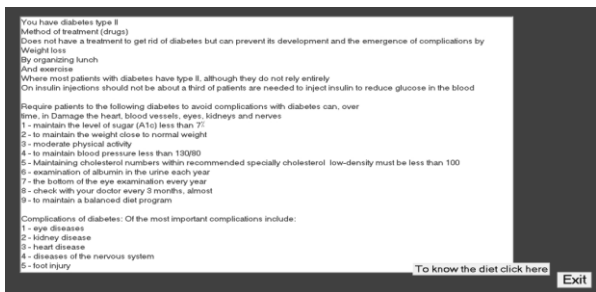 You have diabetes type II
Method of treatment (drugs)
Does not have a treatment to get rid of diabetes but can prevent its development and the emergence of complications by
Weight loss
By organizing lunch
And exercise
Where most patients with diabetes have type II, although they do not rely entirely
On insulin injections should not be about a third of patients are needed to inject insulin to reduce glucose in the blood
Require patients to the following diabetes to avoid complications with diabetes can, over
time, in Damage the heart, blood vessels, eyes, kidneys and nerves
1 - maintain the level of sugar (A1c) less than 7%
2 - to maintain the weight close to normal weight
3 - moderate physical activity
4 - to maintain blood pressure less than 130/80
5 - Maintaining cholesterol numbers within recommended specially cholesterol low-density must be less than 100
6 - examination of albumin in the urine each year
7 - the bottom of the eye examination every year
8 - check with your doctor every 3 months, almost
9 - to maintain a balanced diet program
Complications of diabetes: Of the most important complications include:
1 - eye diseases
2 - kidney disease
3 - heart disease
4 - diseases of the nervous system
5 - foot injury
To know the diet click here
Exit